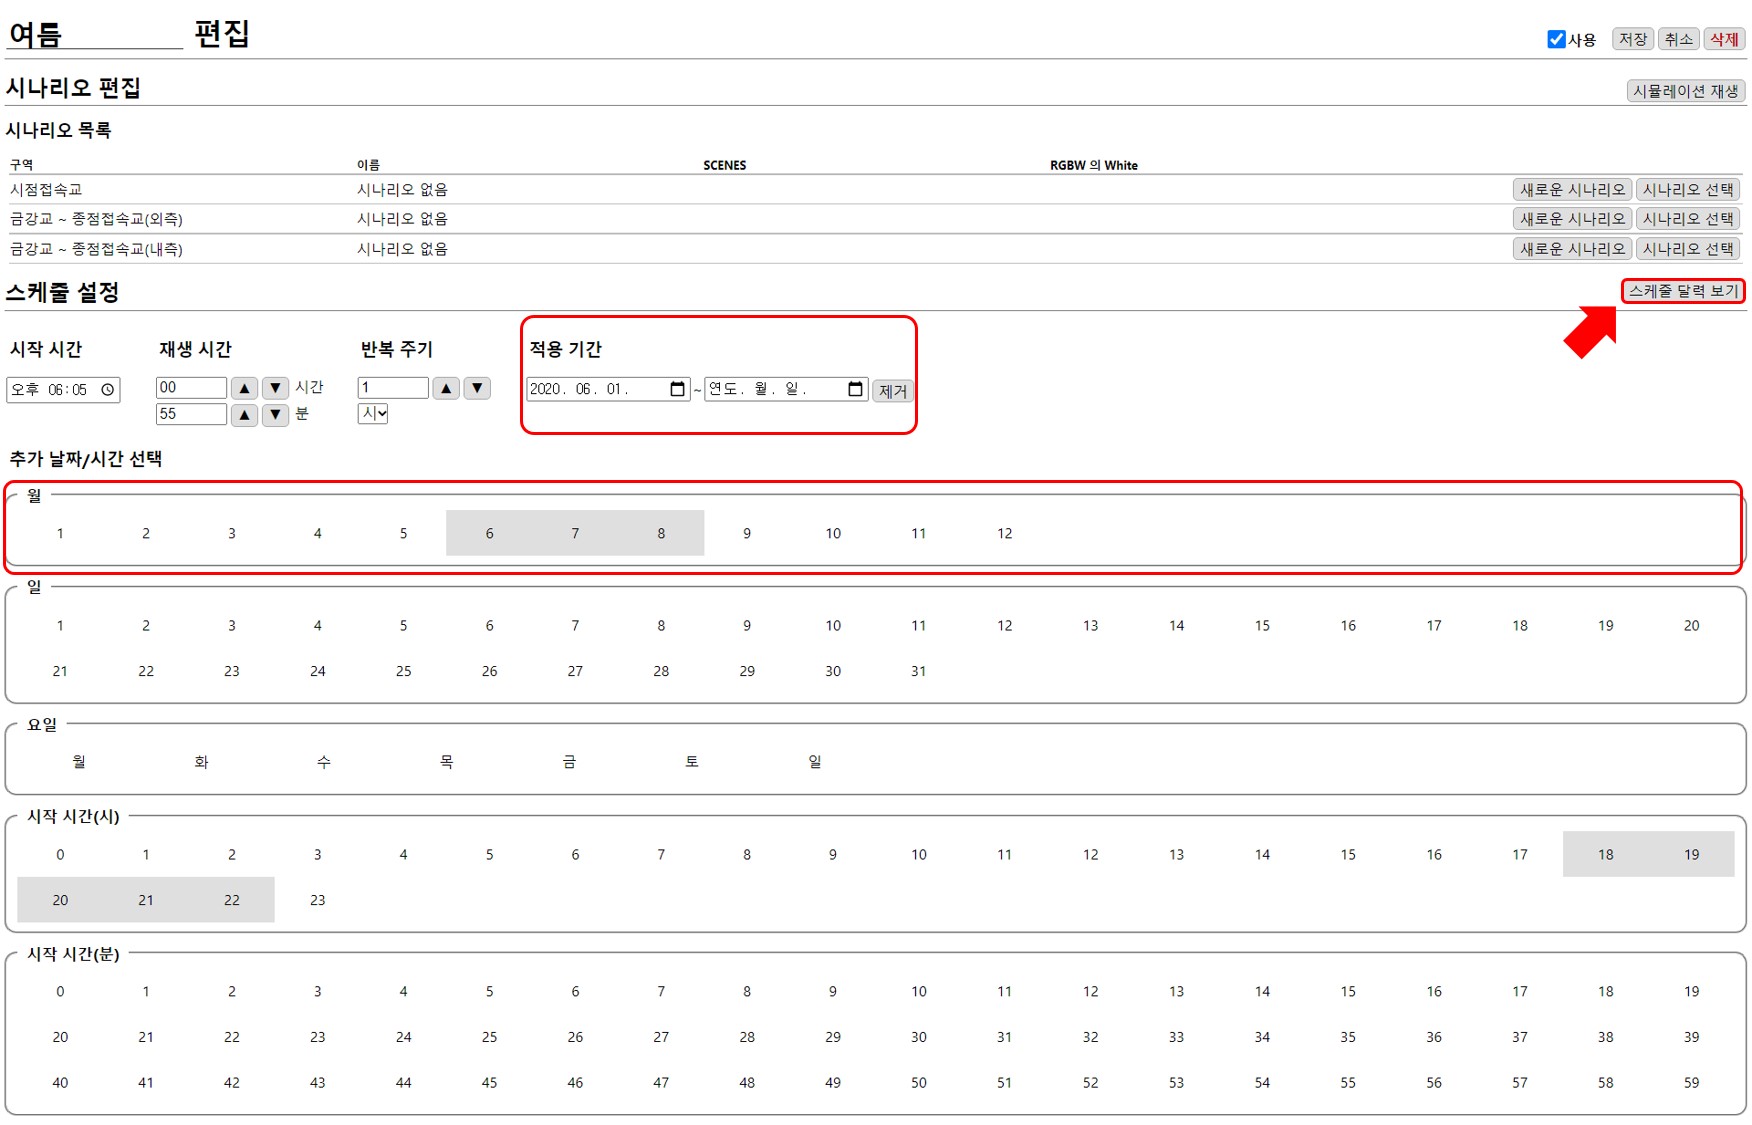 여름 편집
사용 저장 취소 삭제
시나리오 편집 시뮬레이션 재생
시나리오 목록
구역 이름 SCENES RGBW 의 White
시점접속교 시나리오 없음 새로운 시나리오 시나리오 선택
금강교 ~ 종점접속교(외측) 시나리오 없음 새로운 시나리오 시나리오 선택
금강교 ~ 종점접속교(내측) 시나리오 없음 새로운 시나리오 시나리오 선택
스케줄 설정 스케줄 달력 보기
시작 시간 재생 시간 반복 주기 적용 기간
오후 06:05 00 ▲ ▼ 시간 1 ▲ ▼ 2020. 06. 01. ~ 연도. 월. 일. 제거
55 ▲ ▼ 분 시
추가 날짜/시간 선택
월
1 2 3 4 5 6 7 8 9 10 11 12
일
1 2 3 4 5 6 7 8 9 10 11 12 13 14 15 16 17 18 19 20
21 22 23 24 25 26 27 28 29 30 31
요일
월 화 수 목 금 토 일
시작 시간(시)
0 1 2 3 4 5 6 7 8 9 10 11 12 13 14 15 16 17 18 19
20 21 22 23
시작 시간(분)
0 1 2 3 4 5 6 7 8 9 10 11 12 13 14 15 16 17 18 19
20 21 22 23 24 25 26 27 28 29 30 31 32 33 34 35 36 37 38 39
40 41 42 43 44 45 46 47 48 49 50 51 52 53 54 55 56 57 58 59